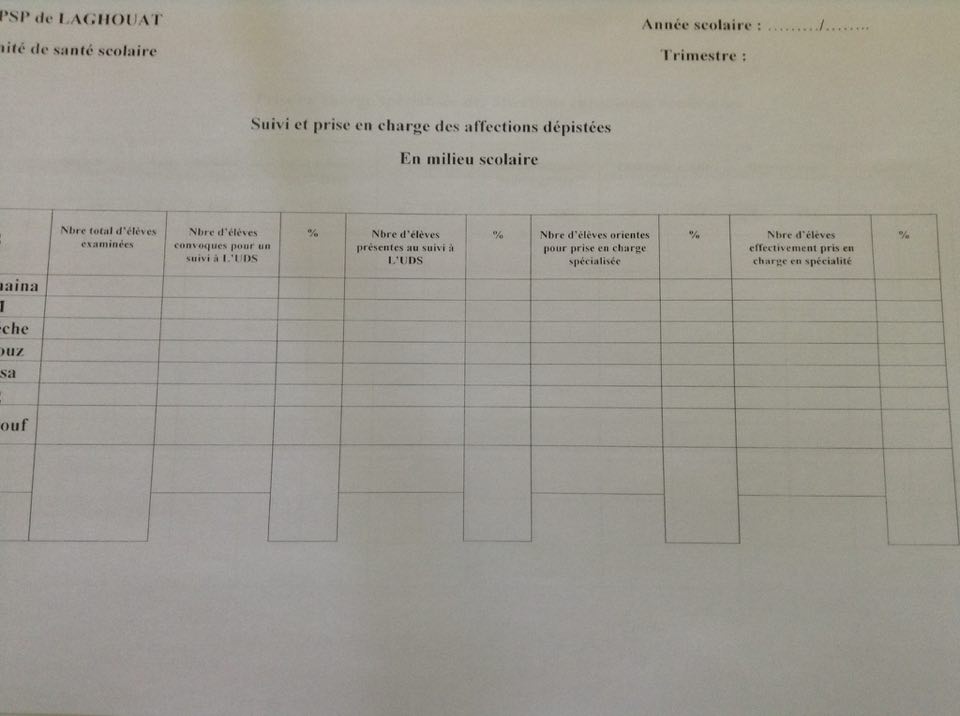 PSP de LAGHOUAT
Année scolaire : ………/……..
nité de santé scolaire
Trimestre :
Suivi et prise en charge des affections dépistées
En milieu scolaire
Nbre total d'élèves
examinées
Nbre d'élèves
convoques pour un
suivi à L'UDS
%
Nbre d'élèves
présentes au suivi à
L'UDS
%
Nbre d'élèves orientes
pour prise en charge
spécialisée
%
Nbre d'élèves
effectivement pris en
charge en spécialité
%
naina
èche
ouz
sa
ouf